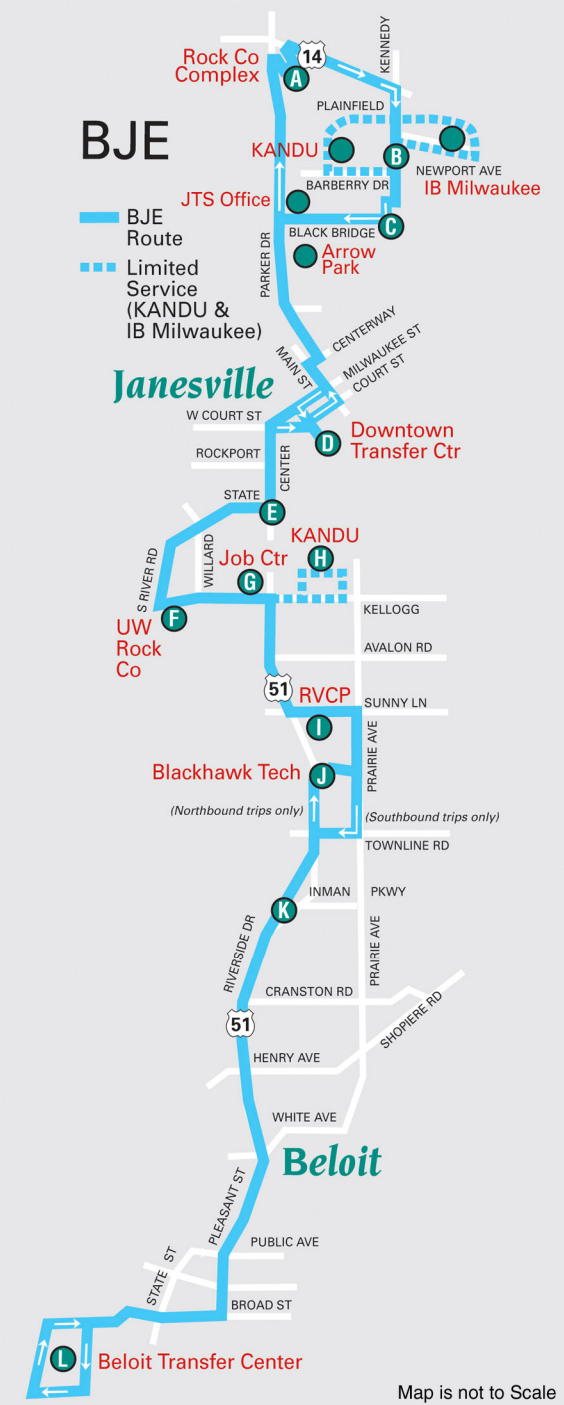 Rock Co
Complex
14
KENNEDY
A
PLAINFIELD
BJE
KANDU
B
NEWPORT AVE
IB Milwaukee
BARBERRY DR
JTS Office
BJE
Route
BLACK BRIDGE
C
Arrow
Park
PARKER DR
Limited
Service
(KANDU &
IB Milwaukee)
CENTERWAY
MAIN ST
MILWAUKEE ST
COURT ST
Janesville
W COURT ST
Downtown
Transfer Ctr
D
ROCKPORT
CENTER
STATE
E
KANDU
WILLARD
Job Ctr
H
G
S RIVER RD
KELLOGG
F
UW
Rock
Co
AVALON RD
51
RVCP
SUNNY LN
I
PRAIRIE AVE
Blackhawk Tech
J
(Northbound trips only)
(Southbound trips only)
TOWNLINE RD
INMAN PKWY
K
RIVERSIDE DR
PRAIRIE AVE
CRANSTON RD
51
SHOPIERE RD
HENRY AVE
WHITE AVE
Beloit
PLEASANT ST
PUBLIC AVE
STATE ST
BROAD ST
L
Beloit Transfer Center
Map is not to Scale